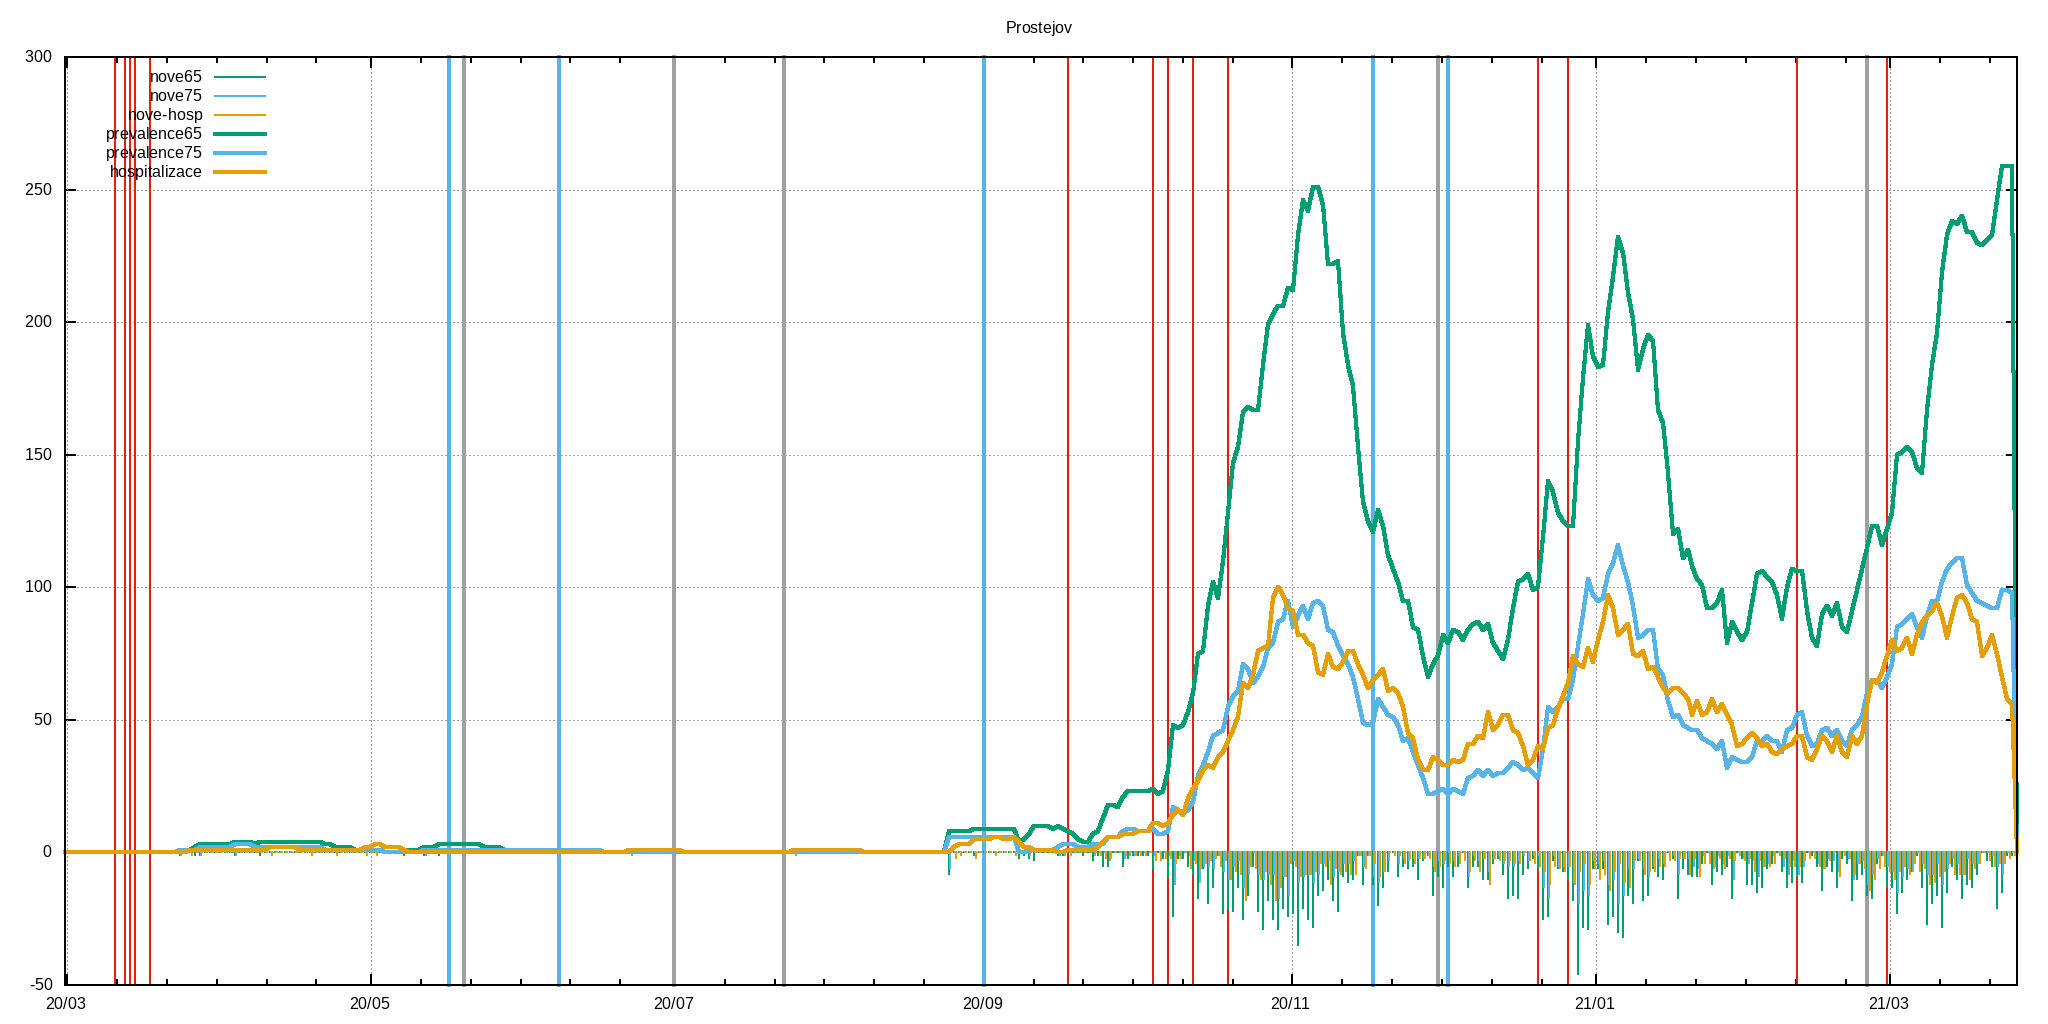 Prostejov
300
nove65
nove75
nove-hosp
prevalence65
prevalence75
hospitalizace
250
200
150
100
50
0
-50
20/03 20/05 20/07 20/09 20/11 21/01 21/03